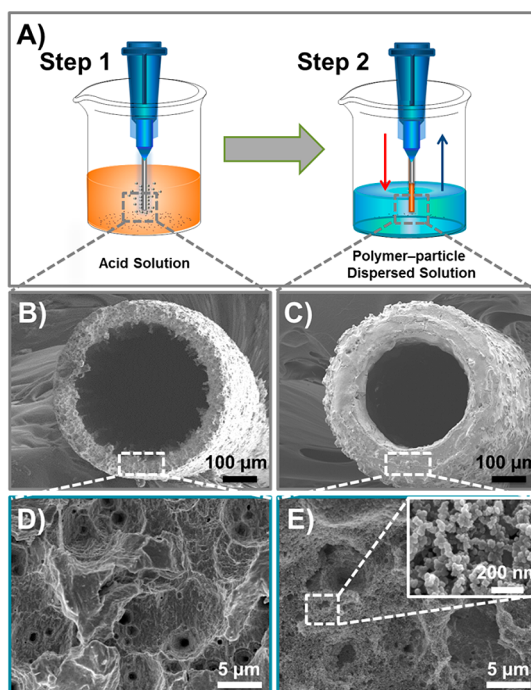 A)
Step 1
Step 2
Acid Solution
Polymer–particle
Dispersed Solution
B)
100 µm
C)
100 µm
D)
5 µm
E)
200 nm
5 µm